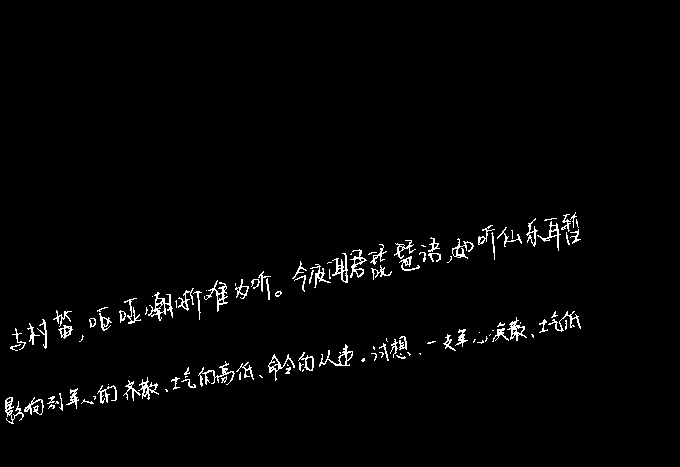 与村笛,呕哑嘲哳难为听。今夜闻君琵琶语,如听仙乐耳暂
影响到军心的齐散、士气的高低、命令的从违。试想,一支军心涣散、士气低